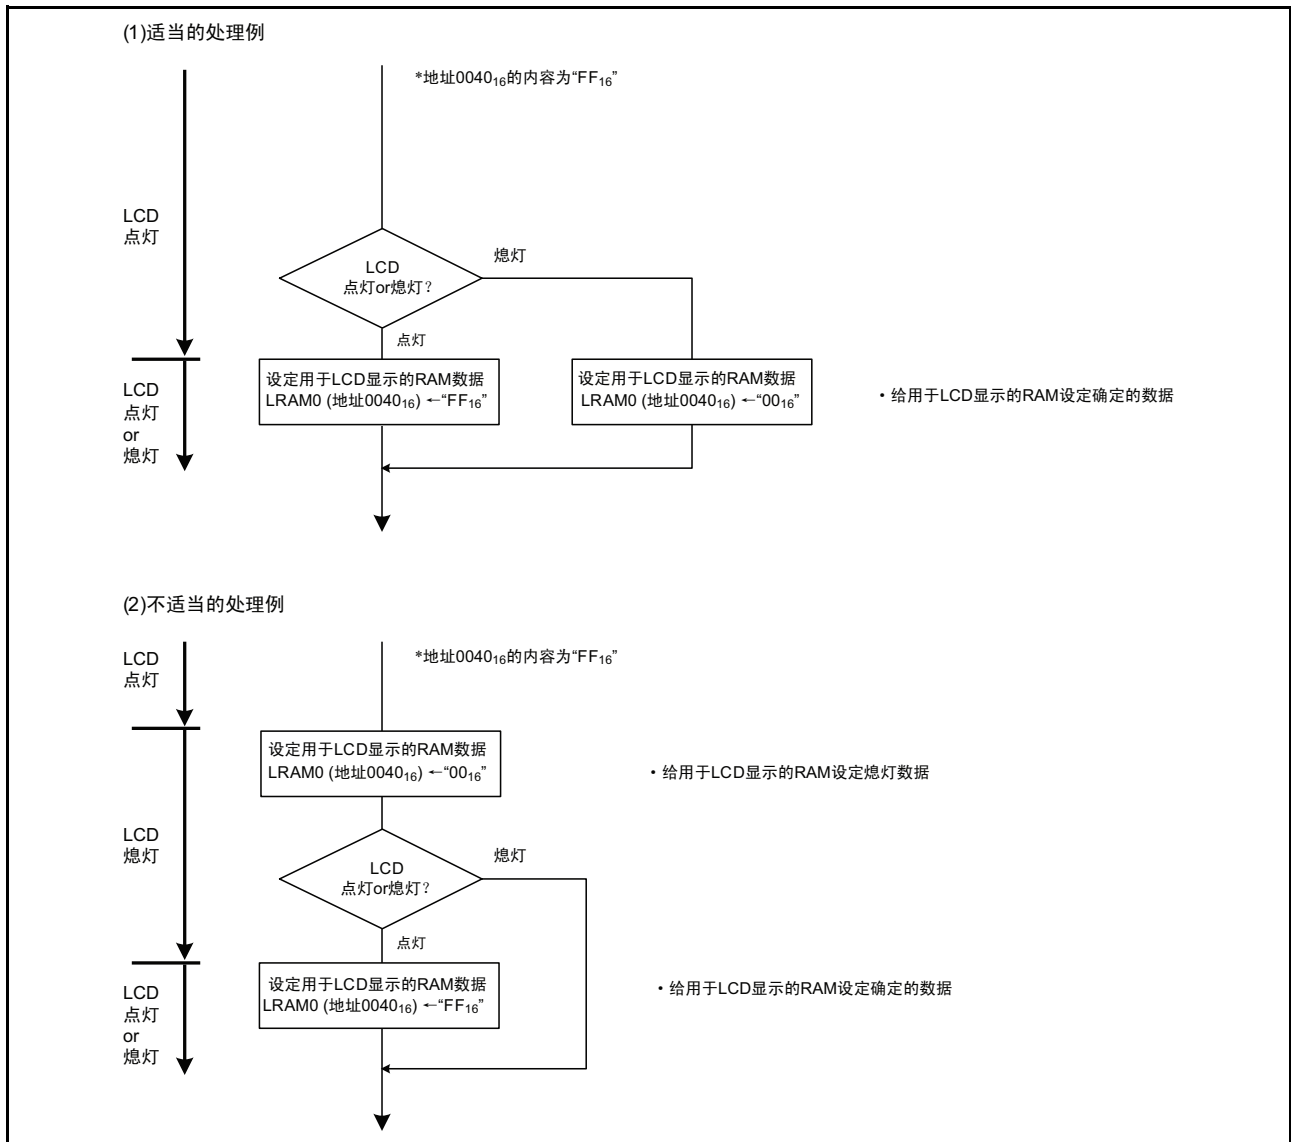 (1)适当的处理例
*地址0040₁₆的内容为“FF₁₆”
LCD
点灯
LCD
点灯or熄灯？
熄灯
点灯
设定用于LCD显示的RAM数据
LRAM0 (地址0040₁₆) ←“FF₁₆”
设定用于LCD显示的RAM数据
LRAM0 (地址0040₁₆) ←“00₁₆”
・给用于LCD显示的RAM设定确定的数据
LCD
点灯
or
熄灯
(2)不适当的处理例
LCD
点灯
*地址0040₁₆的内容为“FF₁₆”
设定用于LCD显示的RAM数据
LRAM0 (地址0040₁₆) ←“00₁₆”
・给用于LCD显示的RAM设定熄灯数据
LCD
熄灯
LCD
点灯or熄灯？
熄灯
点灯
设定用于LCD显示的RAM数据
LRAM0 (地址0040₁₆) ←“FF₁₆”
・给用于LCD显示的RAM设定确定的数据
LCD
点灯
or
熄灯